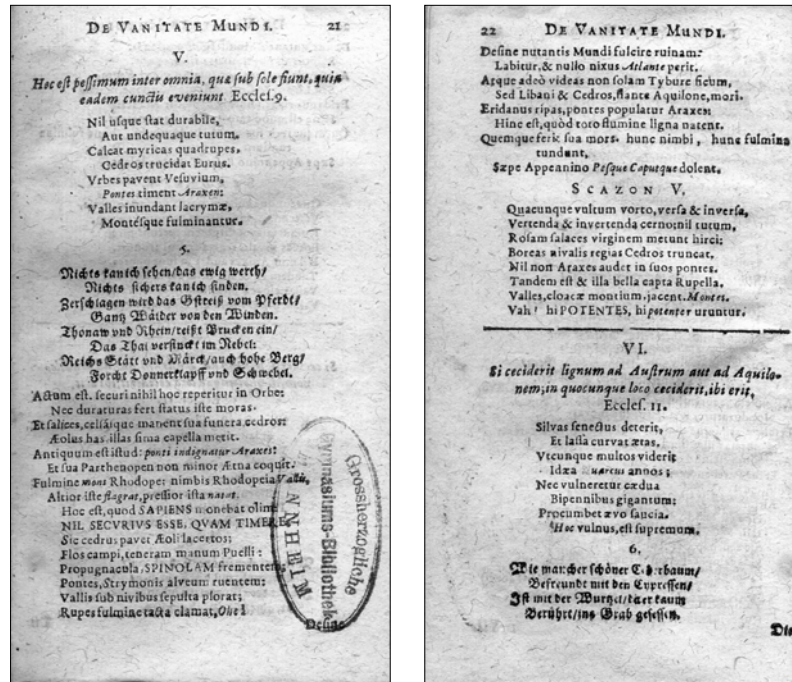 DE VANITATE MUNDI. 21
V.
Hoc est pessimum inter omnia, quæ sub sole fiunt, quia
eadem cunctis eveniunt. Eccles. 9.
Nil usque stat durabile,
Aut undequaque tutum.
Calcat myricas quadrupes,
Cedros trucidat Eurus.
Vrbes pavent Vesuvium,
Pontes timent Araxen:
Valles inundant lacrymæ,
Montésque fulminantur.
5.
Nichts kan ich sehen/das ewig werth/
Nichts sichers kan ich finden.
Zerschlagen wird das Gstreiß vom Pferdt/
Gantz Wälder von den Winden.
Thonaw vnd Rhein/reißt Brucken ein/
Das Thal versinckt im Nebel:
Reichs Stätt vnd Märck/auch hohe Berg/
Forcht Donnerklapff vnd Schwebel.
Actum est. securi nihil hoc reperitur in Orbe:
Nec duraturas fert status iste moras.
Et salices, celsásque manent sua funera cedros:
Æolus has, illas sima capella metit.
Antiquum est istud: ponti indignatur Araxes:
Et sua Parthenopen non minor Ætna coquit.
Fulmine mons Rhodope: nimbis Rhodopeia Vallis,
Altior iste flagrat, pressior ista natat.
Hoc est, quod SAPIENS monebat olim
NIL SECVRIVS ESSE, QVAM TIMERE
Sic cedrus pavet Æoli lacertos:
Flos campi, teneram manum Puelli:
Propugnacula, SPINOLAM frementem;
Pontes, Strymonis alveum ruentem:
Vallis sub nivibus sepulta plorat;
Rupes fulmine tacta clamat, Ohe!
Desine
Grossherzogliche
Gymnasiums-Bibliothek
22 DE VANITATE MUNDI.
Desine nutantis Mundi fulcire ruinam:
Labitur, & nullo nixus Atlante perit.
Atque adeò videas non solam Tybure ficum,
Sed Libani & Cedros, flante Aquilone, mori.
Eridanus ripas, pontes populatur Araxes:
Hinc est, quòd toto flumine ligna natent.
Quemque ferit sua mors. hunc nimbi, hunc fulmina
tundunt,
Sæpe Appeanino Pesque Caputque dolent.
SCAZON V.
Quacunque vultum vorto, versa & inversa,
Vertenda & invertenda cerno: nil tutum,
Rosam salaces virginem metunt hirci:
Boreas nivalis regias Cedros truncat,
Nil non Araxes audet in suos pontes.
Tandem est & illa bella capta Rupella.
Valles, cloacæ montium, jacent. Montes.
Vah! hi POTENTES, hi potenter uruntur.
VI.
Si ceciderit lignum ad Austrum aut ad Aquilo-
nem; in quocunque loco ceciderit, ibi erit,
Eccles. 11.
Silvas senectus deterit,
Et lassa curvat ætas,
Vtcunque multos viderit
Idæa annos;
Nec vulneretur cædua
Bipennibus gigantum:
Procumbet ævo saucia.
Hoc vulnus, est supremum.
6.
Wie mancher schöner
Befreundt mit den Cypressen/
Ist mit der Wurtzel/
Berührt/ins Grab gesessen.
Die